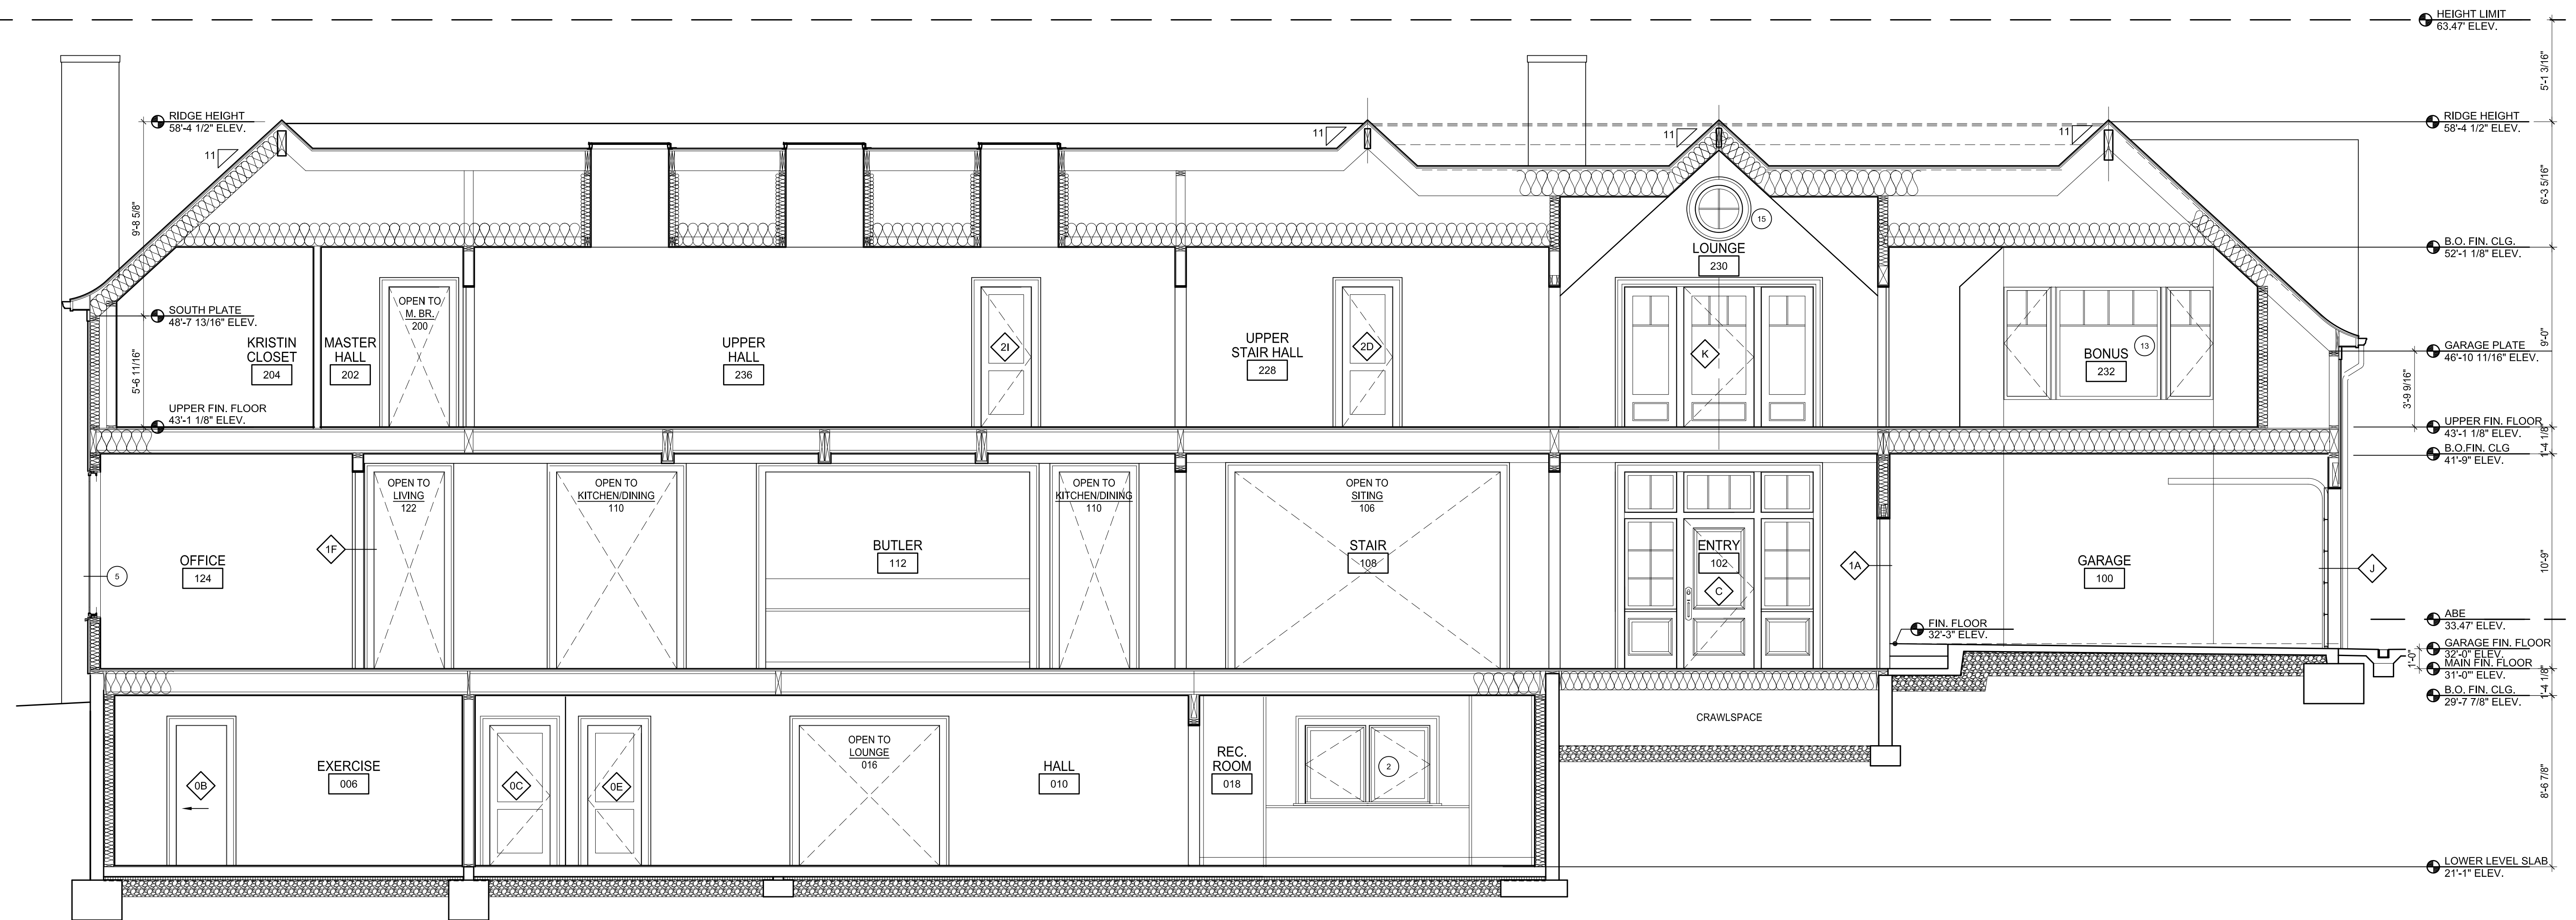 HEIGHT LIMIT
63.47' ELEV.
5'-1 3/16"
RIDGE HEIGHT
58'-4 1/2" ELEV.
11
11
11
11
RIDGE HEIGHT
58'-4 1/2" ELEV.
9'-8 5/8"
6'-3 5/16"
15
LOUNGE
230
B.O. FIN. CLG.
52'-1 1/8" ELEV.
SOUTH PLATE
48'-7 13/16" ELEV.
OPEN TO
M. BR.
200
KRISTIN
CLOSET
204
MASTER
HALL
202
UPPER
HALL
236
2I
UPPER
STAIR HALL
228
2D
K
BONUS
232
13
9'-0"
GARAGE PLATE
46'-10 11/16" ELEV.
5'-6 11/16"
3'-9 9/16"
UPPER FIN. FLOOR
43'-1 1/8" ELEV.
UPPER FIN. FLOOR
43'-1 1/8" ELEV.
1'-4 1/8"
B.O.FIN. CLG
41'-9" ELEV.
OPEN TO
LIVING
122
OPEN TO
KITCHEN/DINING
110
OPEN TO
KITCHEN/DINING
110
OPEN TO
SITING
106
OFFICE
124
5
1F
BUTLER
112
STAIR
108
ENTRY
102
C
1A
GARAGE
100
J
10'-9"
ABE
33.47' ELEV.
FIN. FLOOR
32'-3" ELEV.
GARAGE FIN. FLOOR
32'-0" ELEV.
1'-0"
MAIN FIN. FLOOR
31'-0'" ELEV.
1'-4 1/8"
B.O. FIN. CLG.
29'-7 7/8" ELEV.
CRAWLSPACE
OPEN TO
LOUNGE
016
0B
EXERCISE
006
0C
0E
HALL
010
REC.
ROOM
018
2
8'-6 7/8"
LOWER LEVEL SLAB
21'-1" ELEV.